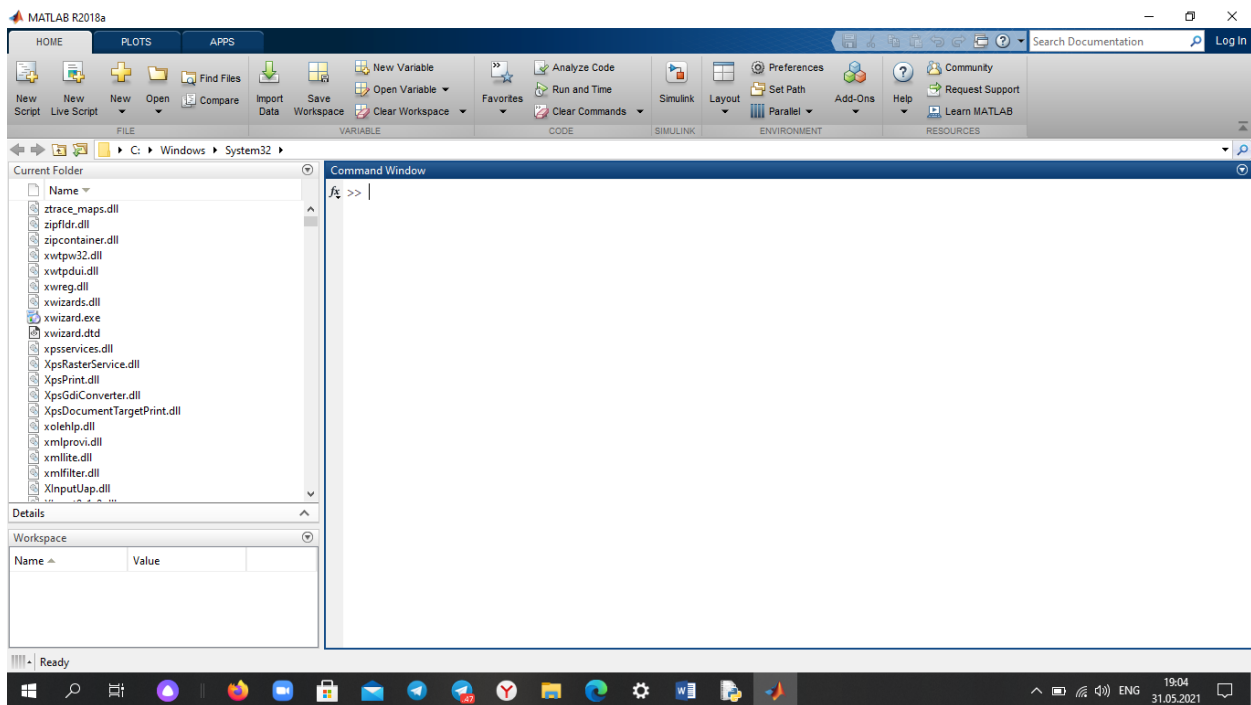 MATLAB R2018a
HOME PLOTS APPS
Search Documentation Log In
New Script
New Live Script
New
Open
Find Files
Compare
FILE
Import Data
Save Workspace
New Variable
Open Variable
Clear Workspace
VARIABLE
Favorites
Analyze Code
Run and Time
Clear Commands
CODE
Simulink
SIMULINK
Layout
Preferences
Set Path
Parallel
Add-Ons
ENVIRONMENT
Help
Community
Request Support
Learn MATLAB
RESOURCES
C: Windows System32
Current Folder
Name
ztrace_maps.dll
zipfldr.dll
zipcontainer.dll
xwtpw32.dll
xwtpdui.dll
xwreg.dll
xwizards.dll
xwizard.exe
xwizard.dtd
xpsservices.dll
XpsRasterService.dll
XpsPrint.dll
XpsGdiConverter.dll
XpsDocumentTargetPrint.dll
xolehlp.dll
xmlprovi.dll
xmllite.dll
xmlfilter.dll
XInputUap.dll
Details
Workspace
Name Value
Command Window
fx >>
Ready
47
ENG
19:04
31.05.2021